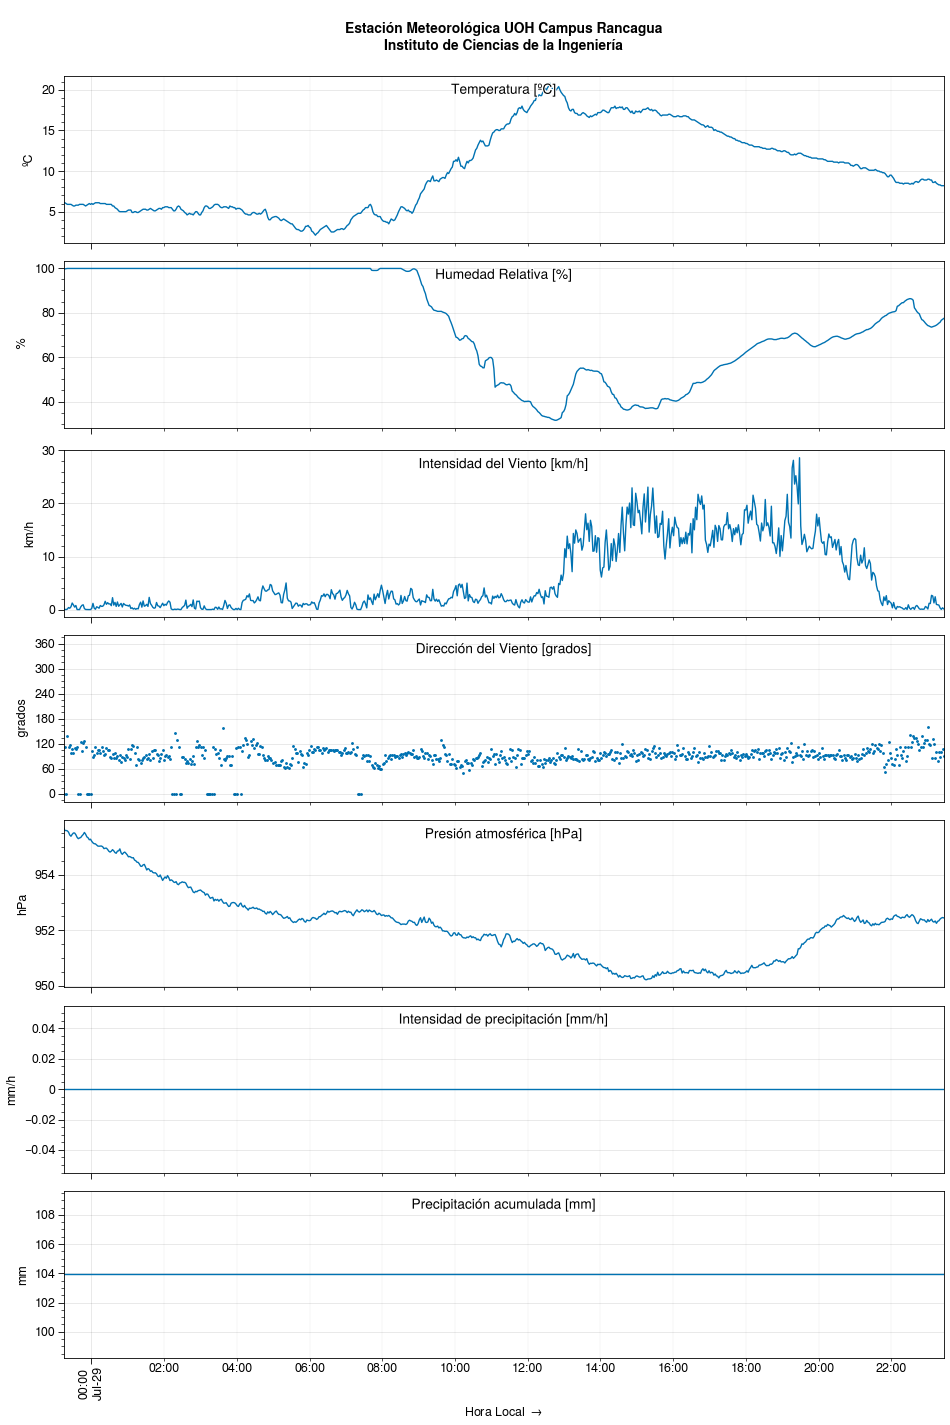 Estación Meteorológica UOH Campus Rancagua
Instituto de Ciencias de la Ingeniería
Temperatura [ºC]
ºC
20
15
10
5
Humedad Relativa [%]
%
100
80
60
40
Intensidad del Viento [km/h]
km/h
30
20
10
0
Dirección del Viento [grados]
grados
360
300
240
180
120
60
0
Presión atmosférica [hPa]
hPa
954
952
950
Intensidad de precipitación [mm/h]
mm/h
0.04
0.02
0
−0.02
−0.04
Precipitación acumulada [mm]
mm
108
106
104
102
100
00:00
Jul-29
02:00 04:00 06:00 08:00 10:00 12:00 14:00 16:00 18:00 20:00 22:00
Hora Local →